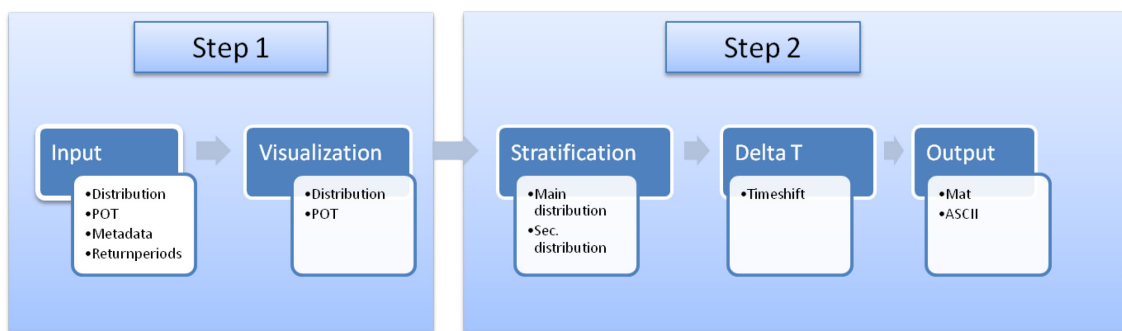 Step 1
Input
•Distribution
•POT
•Metadata
•Returnperiods
Visualization
•Distribution
•POT
Step 2
Stratification
•Main
distribution
•Sec.
distribution
Delta T
•Timeshift
Output
•Mat
•ASCII